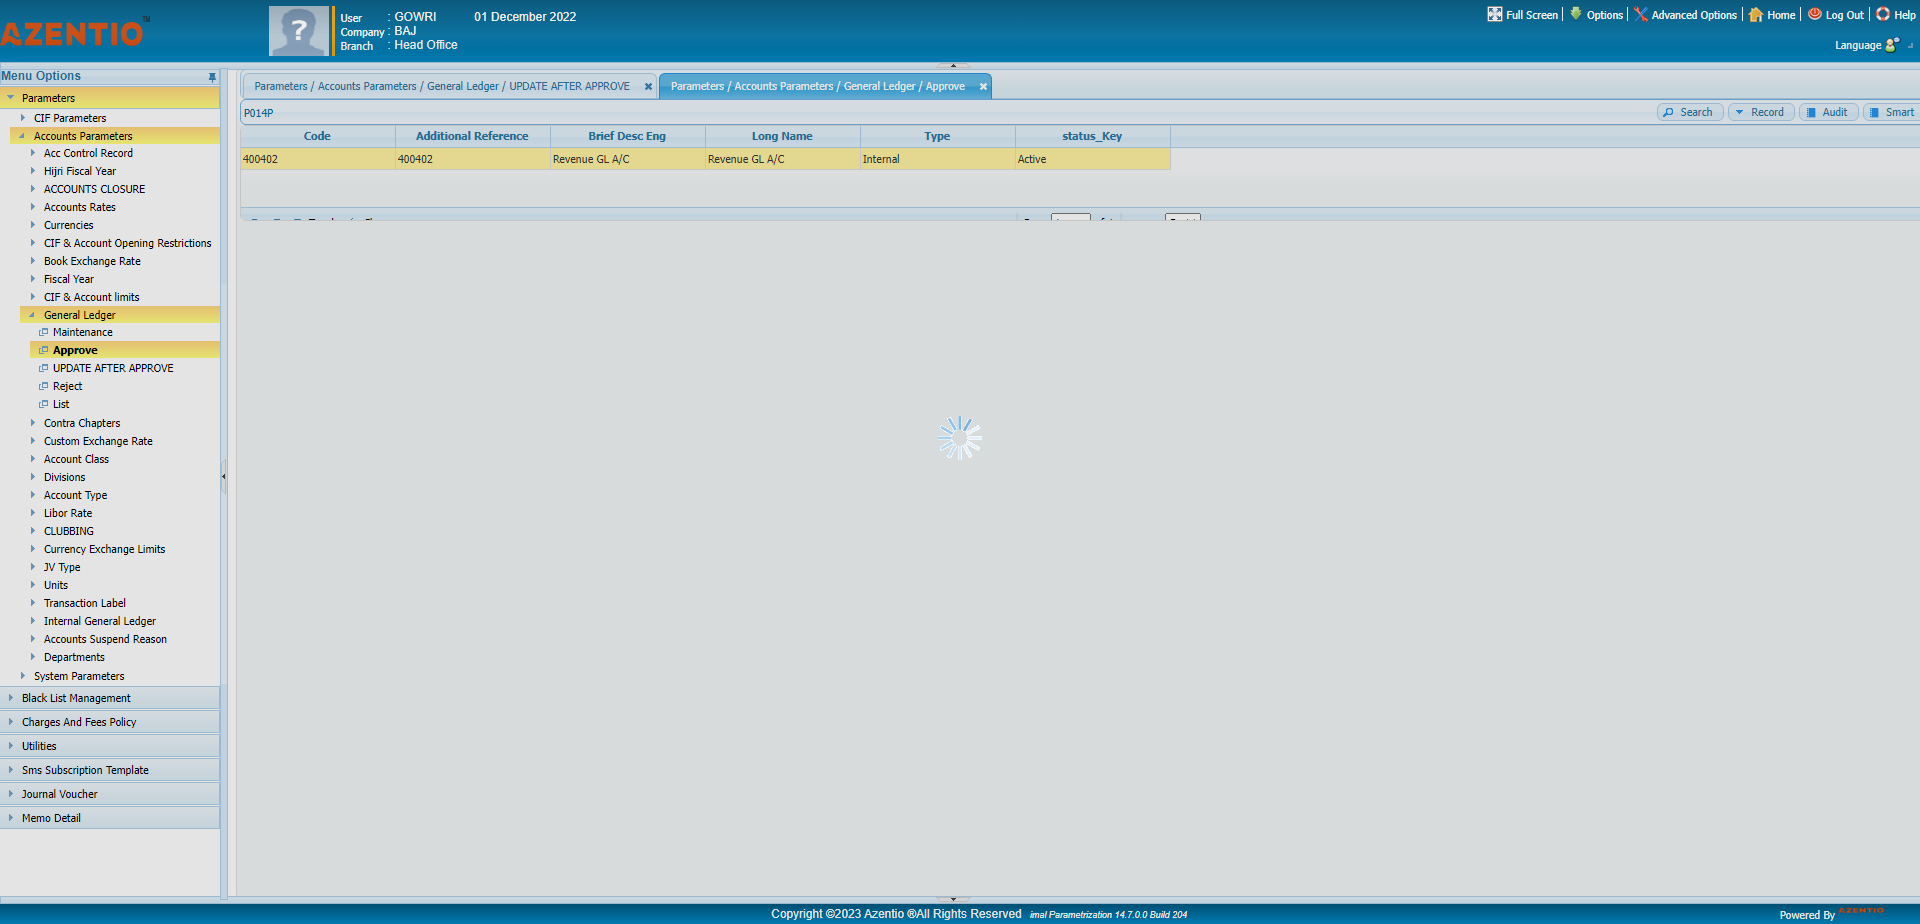 AZENTIO™
User : GOWRI 01 December 2022
Company : BAJ
Branch : Head Office
Full Screen | Options | Advanced Options | Home | Log Out | Help
Language
Menu Options
Parameters
CIF Parameters
Accounts Parameters
Acc Control Record
Hijri Fiscal Year
ACCOUNTS CLOSURE
Accounts Rates
Currencies
CIF & Account Opening Restrictions
Book Exchange Rate
Fiscal Year
CIF & Account limits
General Ledger
Maintenance
Approve
UPDATE AFTER APPROVE
Reject
List
Contra Chapters
Custom Exchange Rate
Account Class
Divisions
Account Type
Libor Rate
CLUBBING
Currency Exchange Limits
JV Type
Units
Transaction Label
Internal General Ledger
Accounts Suspend Reason
Departments
System Parameters
Black List Management
Charges And Fees Policy
Utilities
Sms Subscription Template
Journal Voucher
Memo Detail
Parameters / Accounts Parameters / General Ledger / UPDATE AFTER APPROVE
Parameters / Accounts Parameters / General Ledger / Approve
P014P
Search Record Audit Smart
Code Additional Reference Brief Desc Eng Long Name Type status_Key
400402 400402 Revenue GL A/C Revenue GL A/C Internal Active
Copyright ©2023 Azentio ®All Rights Reserved imal Parametrization 14.7.0.0 Build 204
Powered By AZENTIO